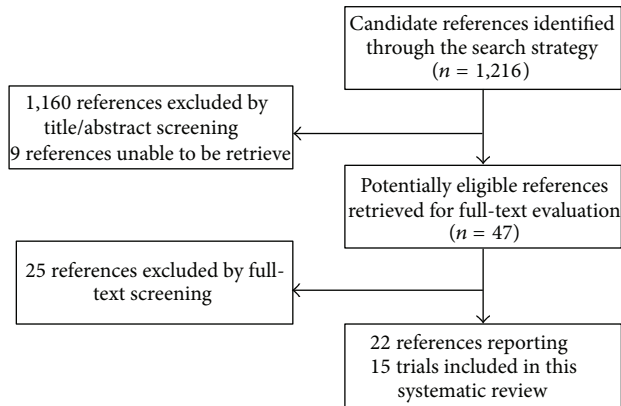 Candidate references identified
through the search strategy
(n = 1,216)
1,160 references excluded by
title/abstract screening
9 references unable to be retrieve
Potentially eligible references
retrieved for full-text evaluation
(n = 47)
25 references excluded by full-
text screening
22 references reporting
15 trials included in this
systematic review